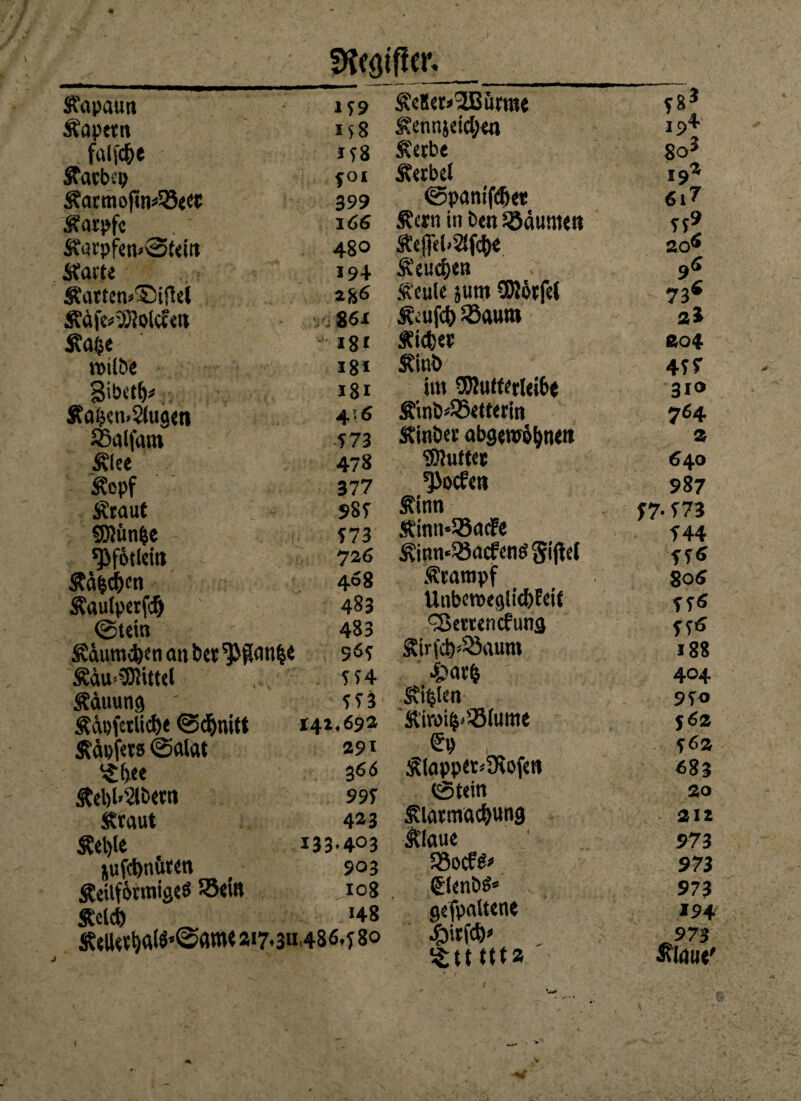 Register.
Kapaun 159
Kapern 158
falsche 158
Karbey 501
Karmosin-Beer 399
Karpfe 166
Karpfen-Stein 480
Karte 194
Karten-Distel 286
Käse-Molcken 861
Katze 181
wilde 181
Zibeth- 181
Katzen-Augen 416
Balsam 573
Klee 478
Kopf 377
Kraut 985
Müntze 573
Pfötlein 726
Kätzchen 468
Kaulpersch 483
Stein 483
Käumchen an der Pflantze 965
Käu-Mittel 554
Käuung 553
Käyserliche Schnitt 142.692
Käysers Salat 291
Thee 366
Kehl-Adern 995
Kraut 423
Kehle 133.403
zuschnüren 903
Keilförmiges Bein 108
Kelch 148
Kellerhals-Same 217.311.486.580
Keller-Würme 583
Kennzeichen 194
Kerbe 803
Kerbel 192
Spanischer 617
Kern in den Bäumen 559
Kessel-Asche 206
Keuchen 96
Keule zum Mörsel 736
Keusch Baum 23
Kicher 804
Kind 455
im Mutterleibe 310
Kind-Betterin 764
Kinder abgewöhnen 2
Mutter 640
Pocken 987
Kinn 57.573
Kinn-Backe 544
Kinn-Backens Fistel 556
Krampf 806
Unbeweglichkeit 556
Verrenckung 556
Kirsch-Baum 188
Hartz 404
Kitzlen 950
Kiwitz-Blume 562
Ey 562
Klapper-Rosen 683
Stein 20
Klarmachung 212
Klaue 973
Bocks- 973
Elends- 973
gespaltene 194
Hirsch- 973
Tttttt2 Klaue'